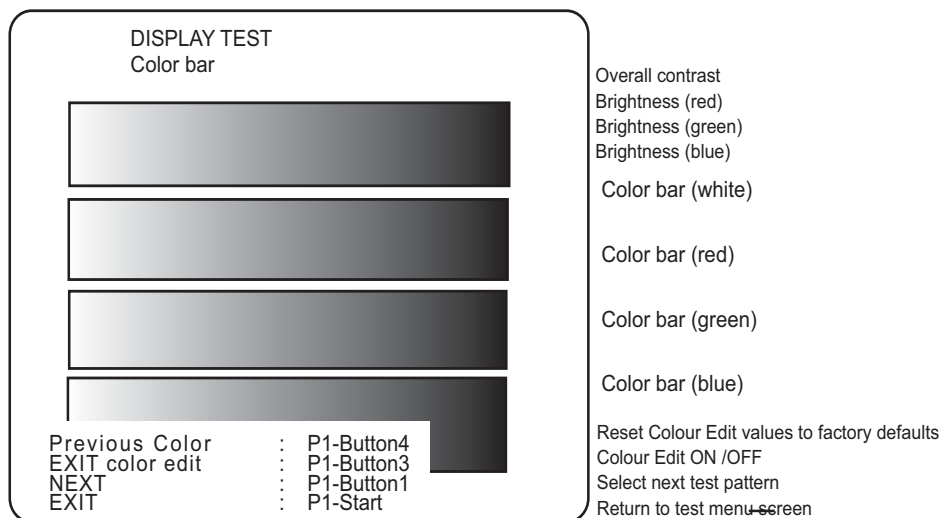 DISPLAY TEST
Color bar
Overall contrast
Brightness (red)
Brightness (green)
Brightness (blue)
Color bar (white)
Color bar (red)
Color bar (green)
Color bar (blue)
Previous Color : P1-Button4
EXIT color edit : P1-Button3
NEXT : P1-Button1
EXIT : P1-Start
Reset Colour Edit values to factory defaults
Colour Edit ON /OFF
Select next test pattern
Return to test menu screen